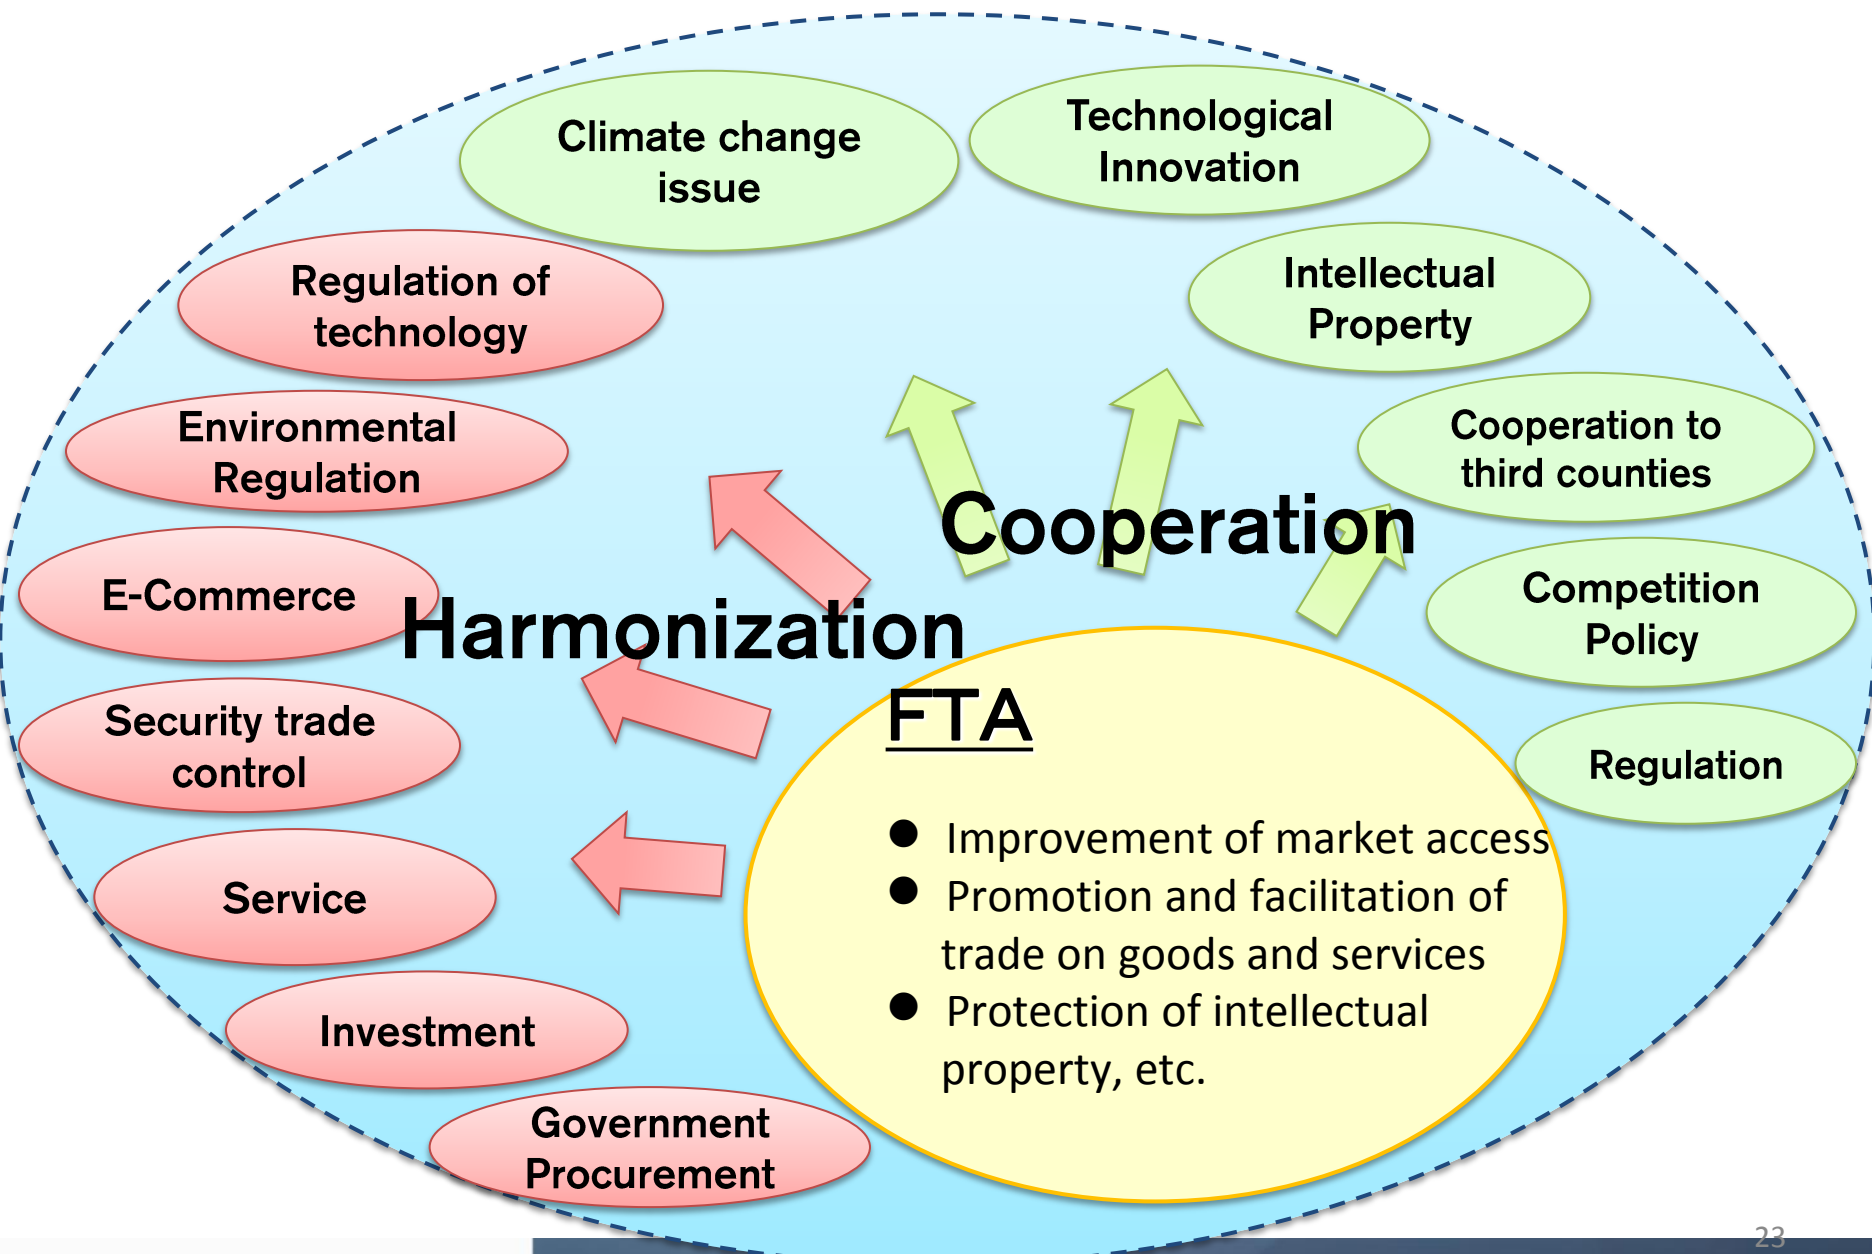 Climate change
issue
Technological
Innovation
Regulation of
technology
Intellectual
Property
Environmental
Regulation
Cooperation to
third counties
Cooperation
E-Commerce
Harmonization
Competition
Policy
Security trade
control
FTA
Regulation
● Improvement of market access
● Promotion and facilitation of
trade on goods and services
● Protection of intellectual
property, etc.
Service
Investment
Government
Procurement
23